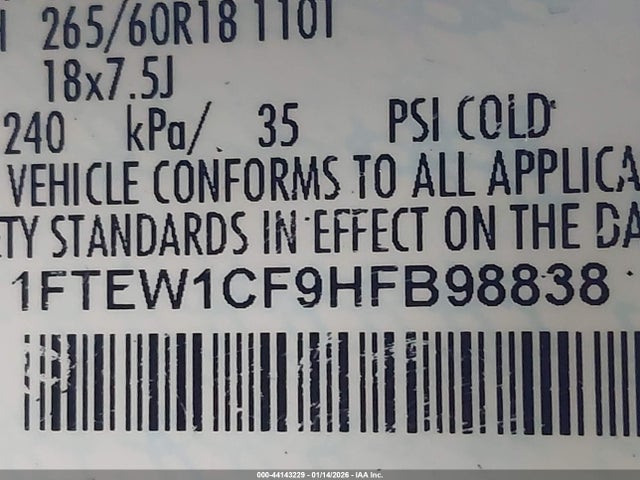 265/60R18 110T
18x7.5J
240 kPa/ 35 PSI COLD
VEHICLE CONFORMS TO ALL APPLICA
TY STANDARDS IN EFFECT ON THE DA
1FTEW1CF9HFB98838
000-44143229 - 01/14/2026 - IAA Inc.